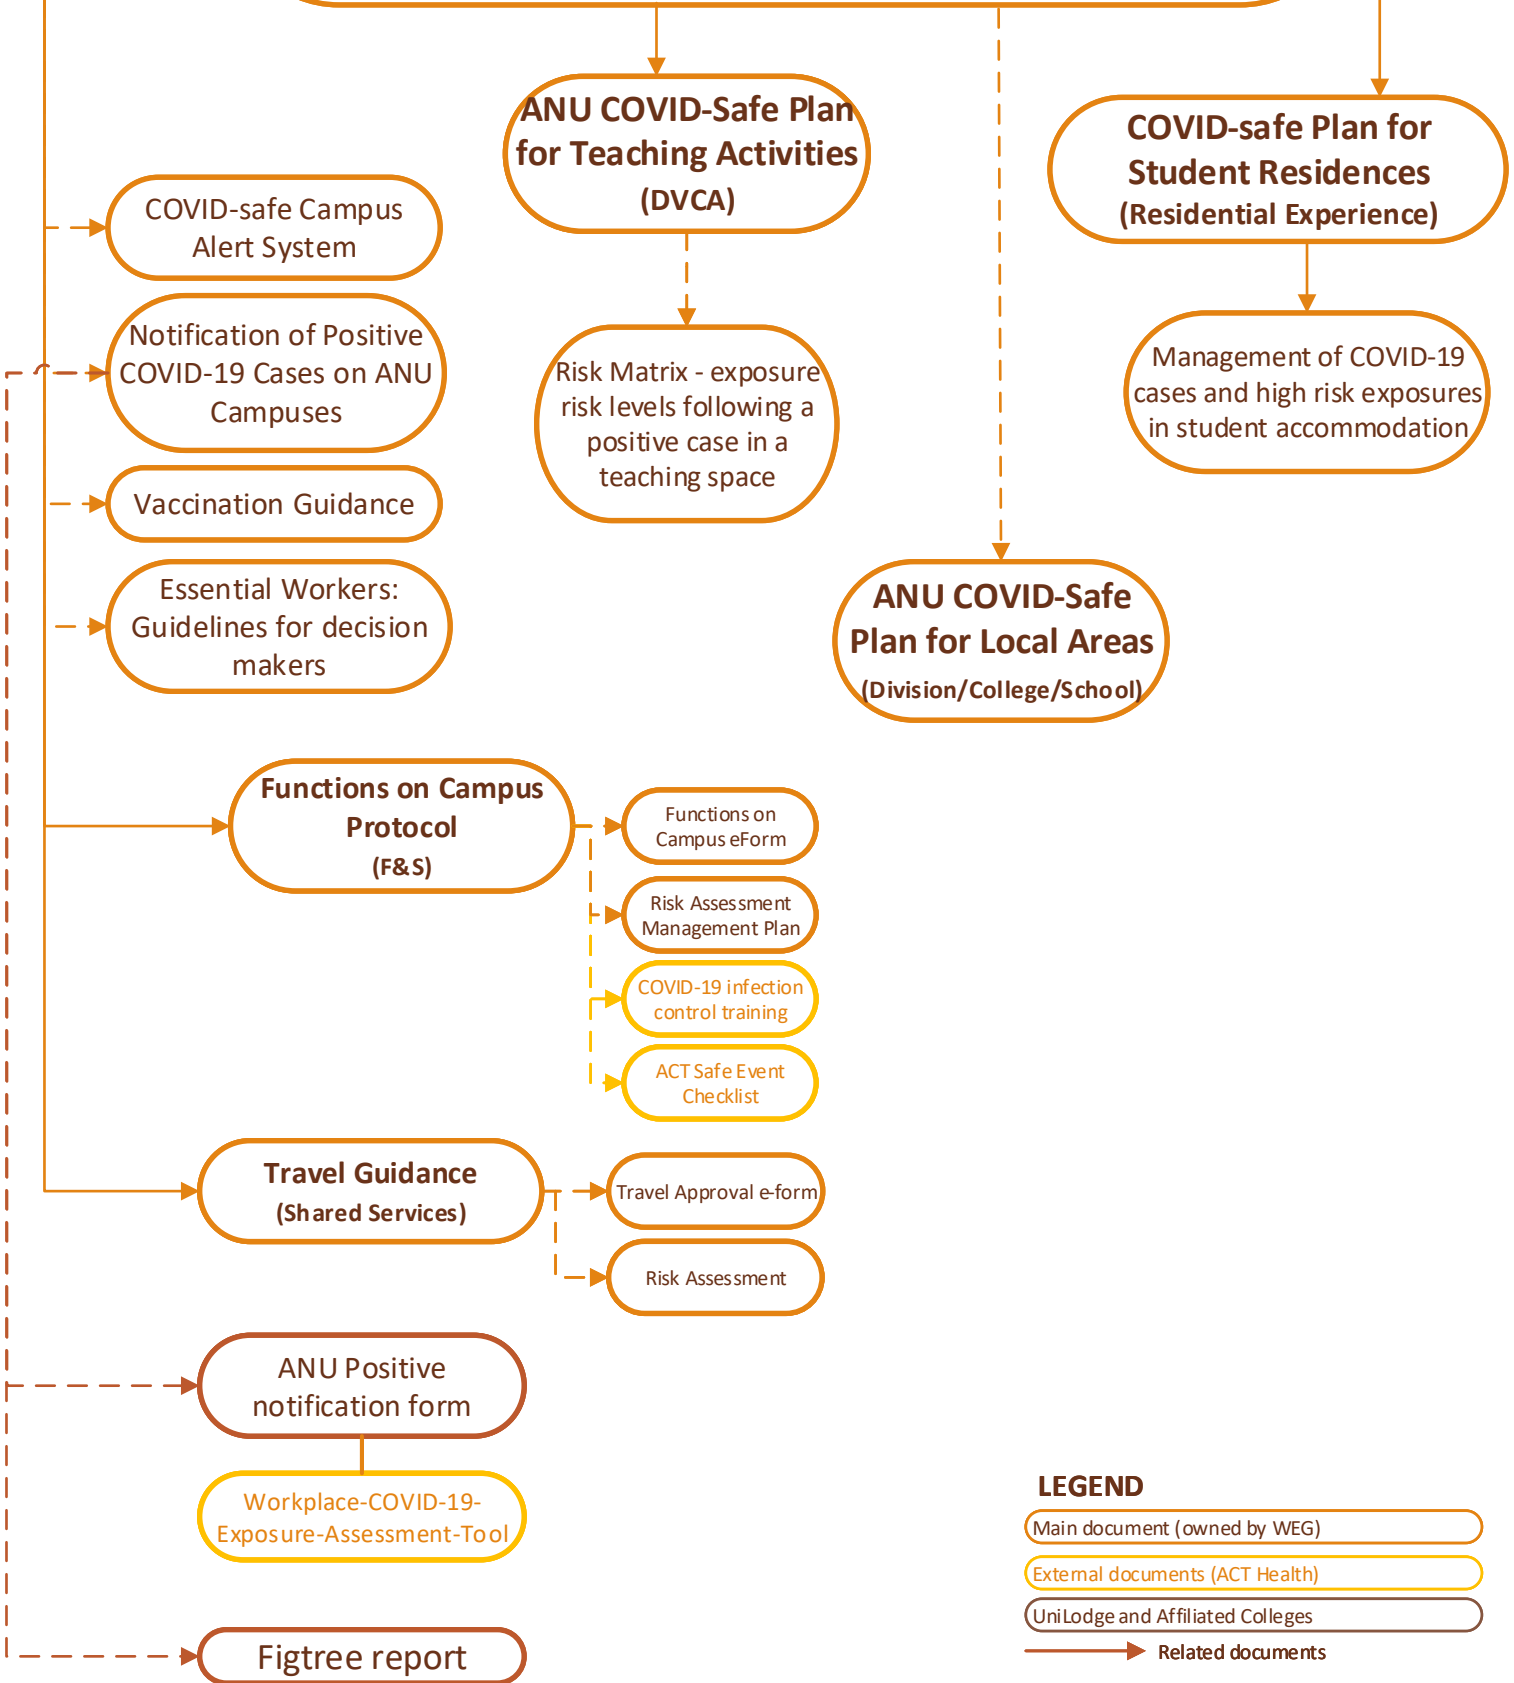 ANU COVID-Safe Plan
for Teaching Activities
(DVCA)
COVID-safe Plan for
Student Residences
(Residential Experience)
COVID-safe Campus
Alert System
Notification of Positive
COVID-19 Cases on ANU
Campuses
Risk Matrix - exposure
risk levels following a
positive case in a
teaching space
Management of COVID-19
cases and high risk exposures
in student accommodation
Vaccination Guidance
Essential Workers:
Guidelines for decision
makers
ANU COVID-Safe
Plan for Local Areas
(Division/College/School)
Functions on Campus
Protocol
(F&S)
Functions on
Campus eForm
Risk Assessment
Management Plan
COVID-19 infection
control training
ACT Safe Event
Checklist
Travel Guidance
(Shared Services)
Travel Approval e-form
Risk Assessment
ANU Positive
notification form
Workplace-COVID-19-
Exposure-Assessment-Tool
Figtree report
LEGEND
Main document (owned by WEG)
External documents (ACT Health)
UniLodge and Affiliated Colleges
Related documents